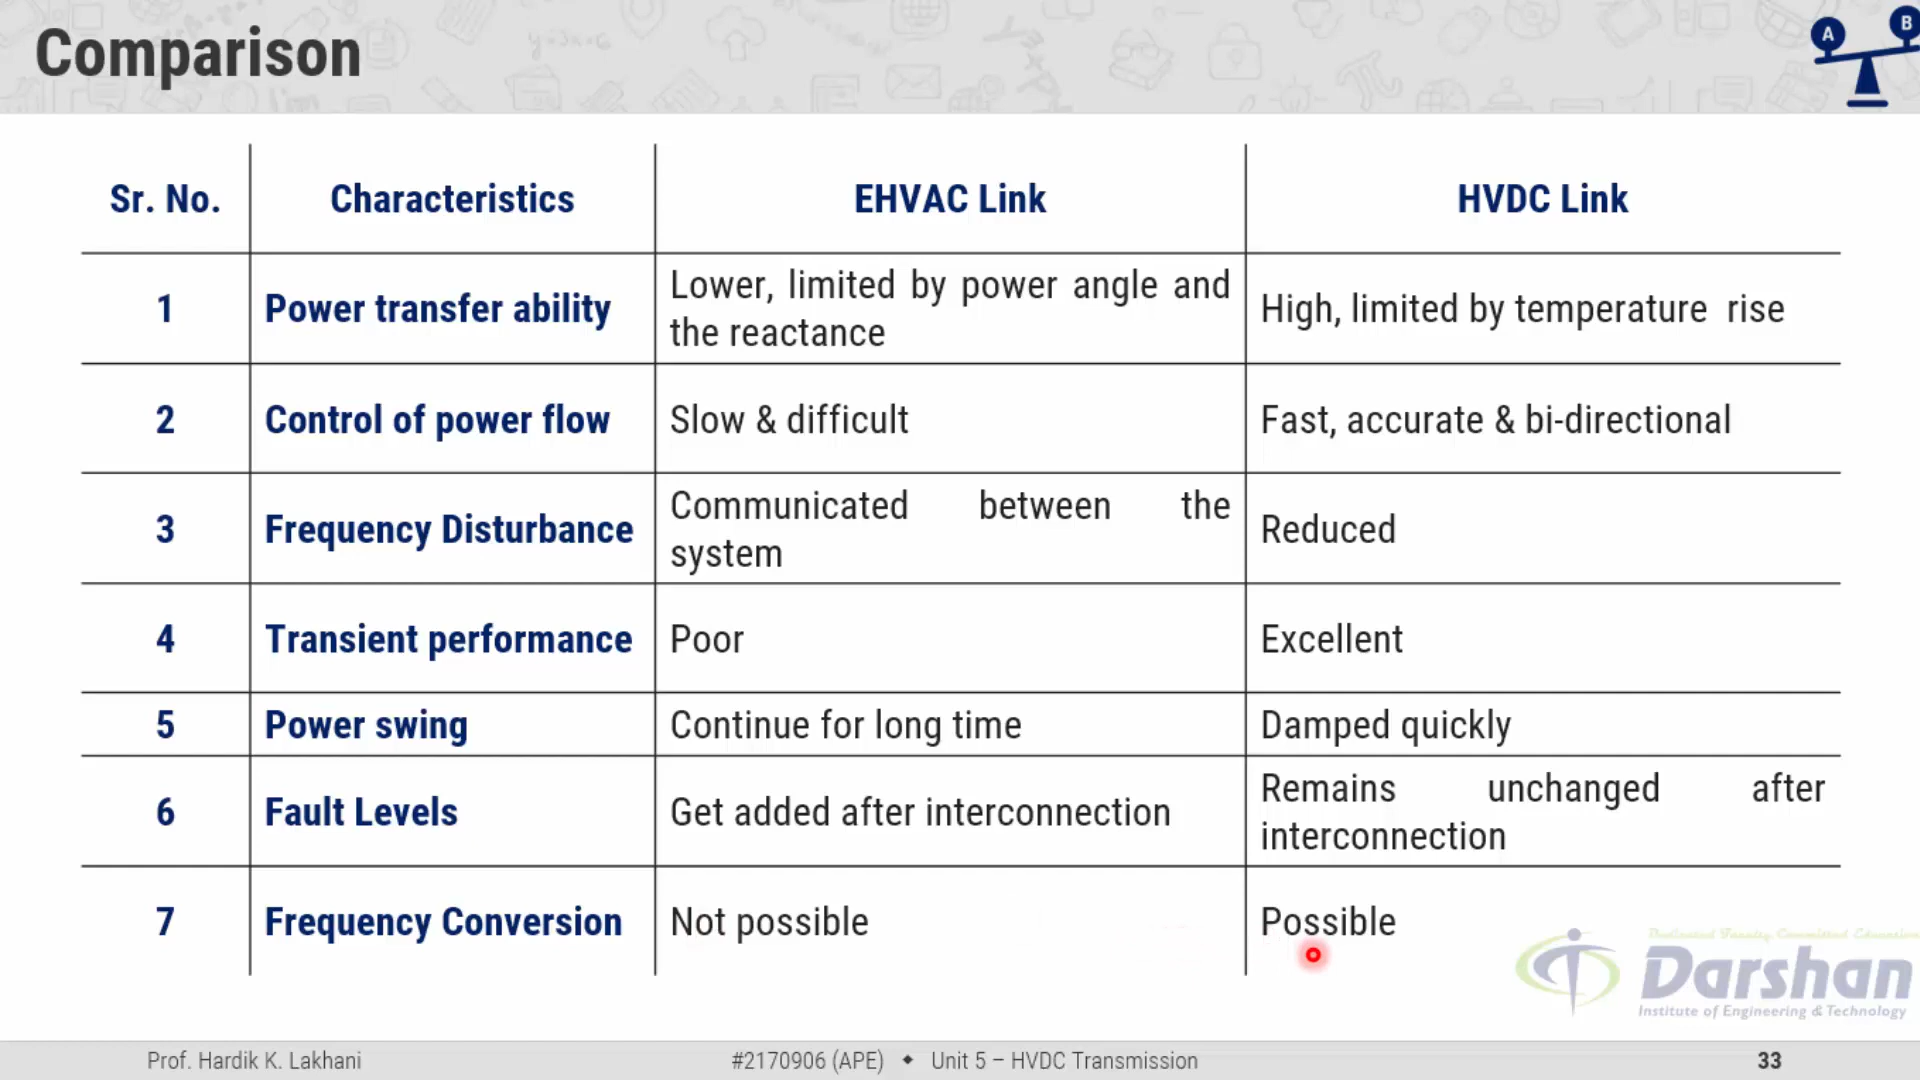 Comparison
A
B
Sr. No.
Characteristics
EHVAC Link
HVDC Link
1
Power transfer ability
Lower, limited by power angle and
the reactance
High, limited by temperature rise
2
Control of power flow
Slow & difficult
Fast, accurate & bi-directional
3
Frequency Disturbance
Communicated between the
system
Reduced
4
Transient performance
Poor
Excellent
5
Power swing
Continue for long time
Damped quickly
6
Fault Levels
Get added after interconnection
Remains unchanged after
interconnection
7
Frequency Conversion
Not possible
Possible
Dedicated Faculty Committed Education
Darshan
Institute of Engineering & Technology
Prof. Hardik K. Lakhani
#2170906 (APE) ◆ Unit 5 – HVDC Transmission
33